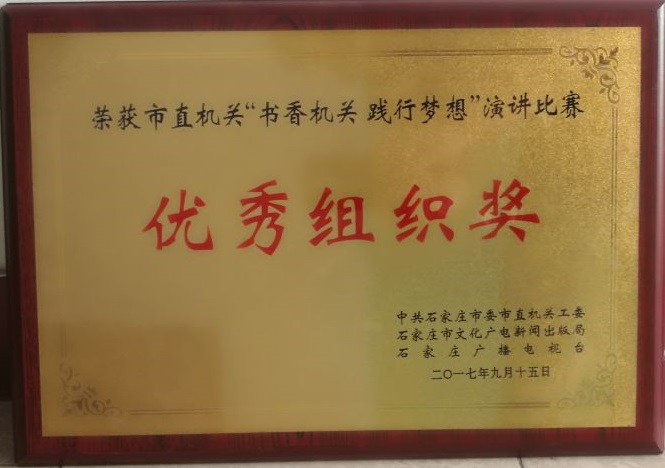 荣获市直机关“书香机关 践行梦想”演讲比赛
优秀组织奖
中共石家庄市委市直机关工委
石家庄市文化广电新闻出版局
石家庄广播电视台
二〇一七年九月十五日